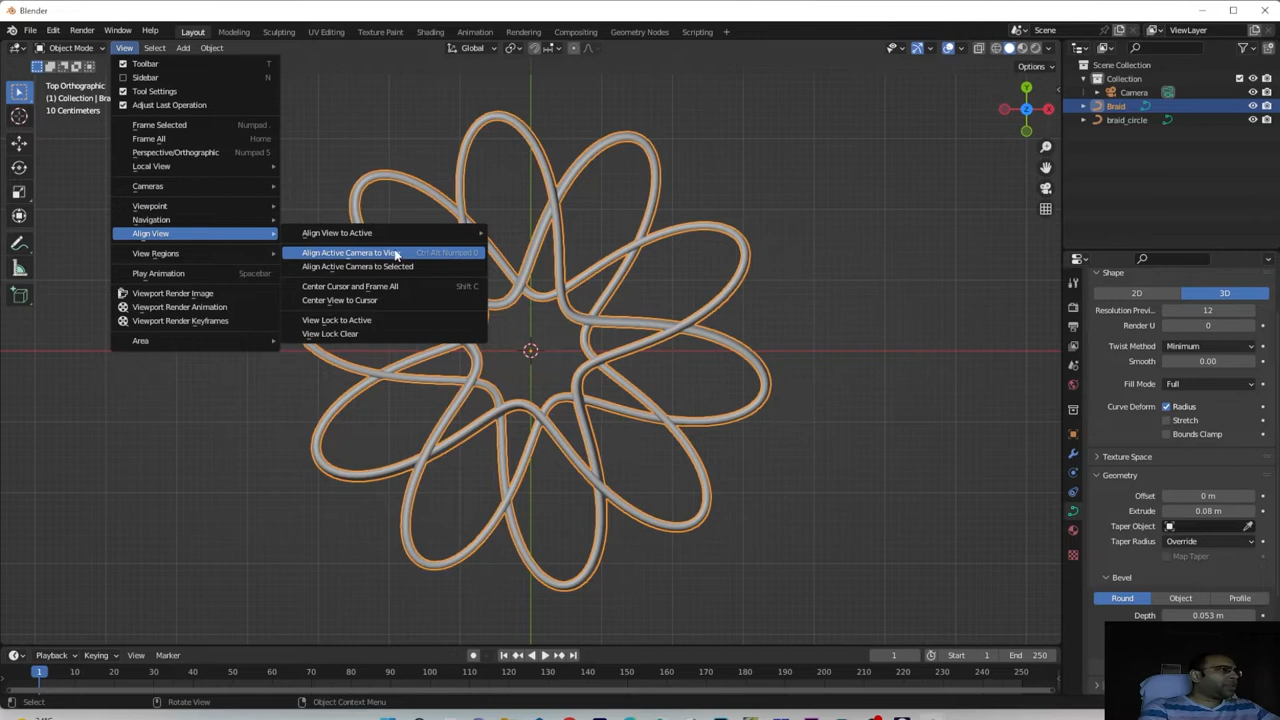 Blender
File Edit Render Window Help Layout Modeling Sculpting UV Editing Texture Paint Shading Animation Rendering Compositing Geometry Nodes Scripting Scene ViewLayer
Object Mode View Select Add Object Global
Options
Top Orthographic
(1) Collection | Bra
10 Centimeters
Toolbar T
Sidebar N
Tool Settings
Adjust Last Operation
Frame Selected Numpad .
Frame All Home
Perspective/Orthographic Numpad 5
Local View
Cameras
Viewpoint
Navigation
Align View
View Regions
Play Animation Spacebar
Viewport Render Image
Viewport Render Animation
Viewport Render Keyframes
Area
Align View to Active
Align Active Camera to View Ctrl Alt Numpad 0
Align Active Camera to Selected
Center Cursor and Frame All Shift C
Center View to Cursor
View Lock to Active
View Lock Clear
Y
X
Z
Scene Collection
Collection
Camera
Braid
braid_circle
Shape
2D 3D
Resolution Previ... 12
Render U 0
Twist Method Minimum
Smooth 0.00
Fill Mode Full
Curve Deform Radius
Stretch
Bounds Clamp
Texture Space
Geometry
Offset 0 m
Extrude 0.08 m
Taper Object
Taper Radius Override
Map Taper
Bevel
Round Object Profile
Depth 0.053 m
Playback Keying View Marker 1 Start 1 End 250
1 10 20 30 40 50 60 70 80 90 100 110 120 130 140 150 160 170 180 190 200 210 220 230 240 250
Select Rotate View Object Context Menu